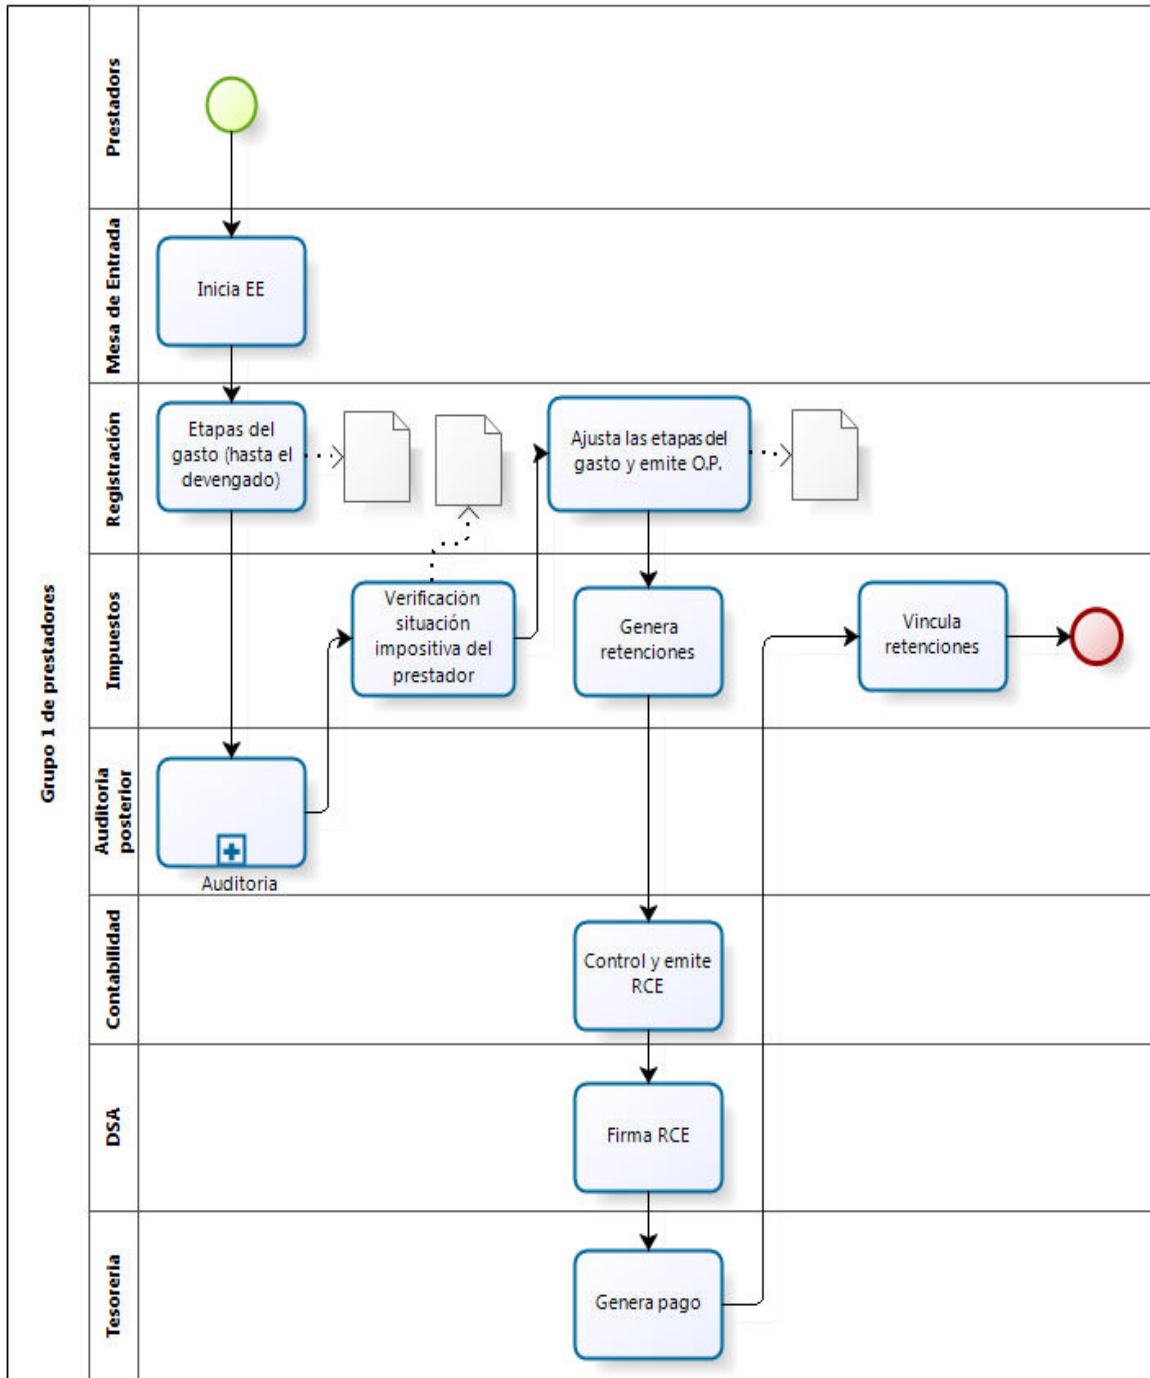 Grupo 1 de prestadores
Prestadors
Mesa de Entrada
Inicia EE
Registración
Etapas del
gasto (hasta el
devengado)
Ajusta las etapas del
gasto y emite O.P.
Impuestos
Verificación
situación
impositiva del
prestador
Genera
retenciones
Vincula
retenciones
Auditoria
posterior
Auditoria
Contabilidad
Control y emite
RCE
DSA
Firma RCE
Tesoreria
Genera pago